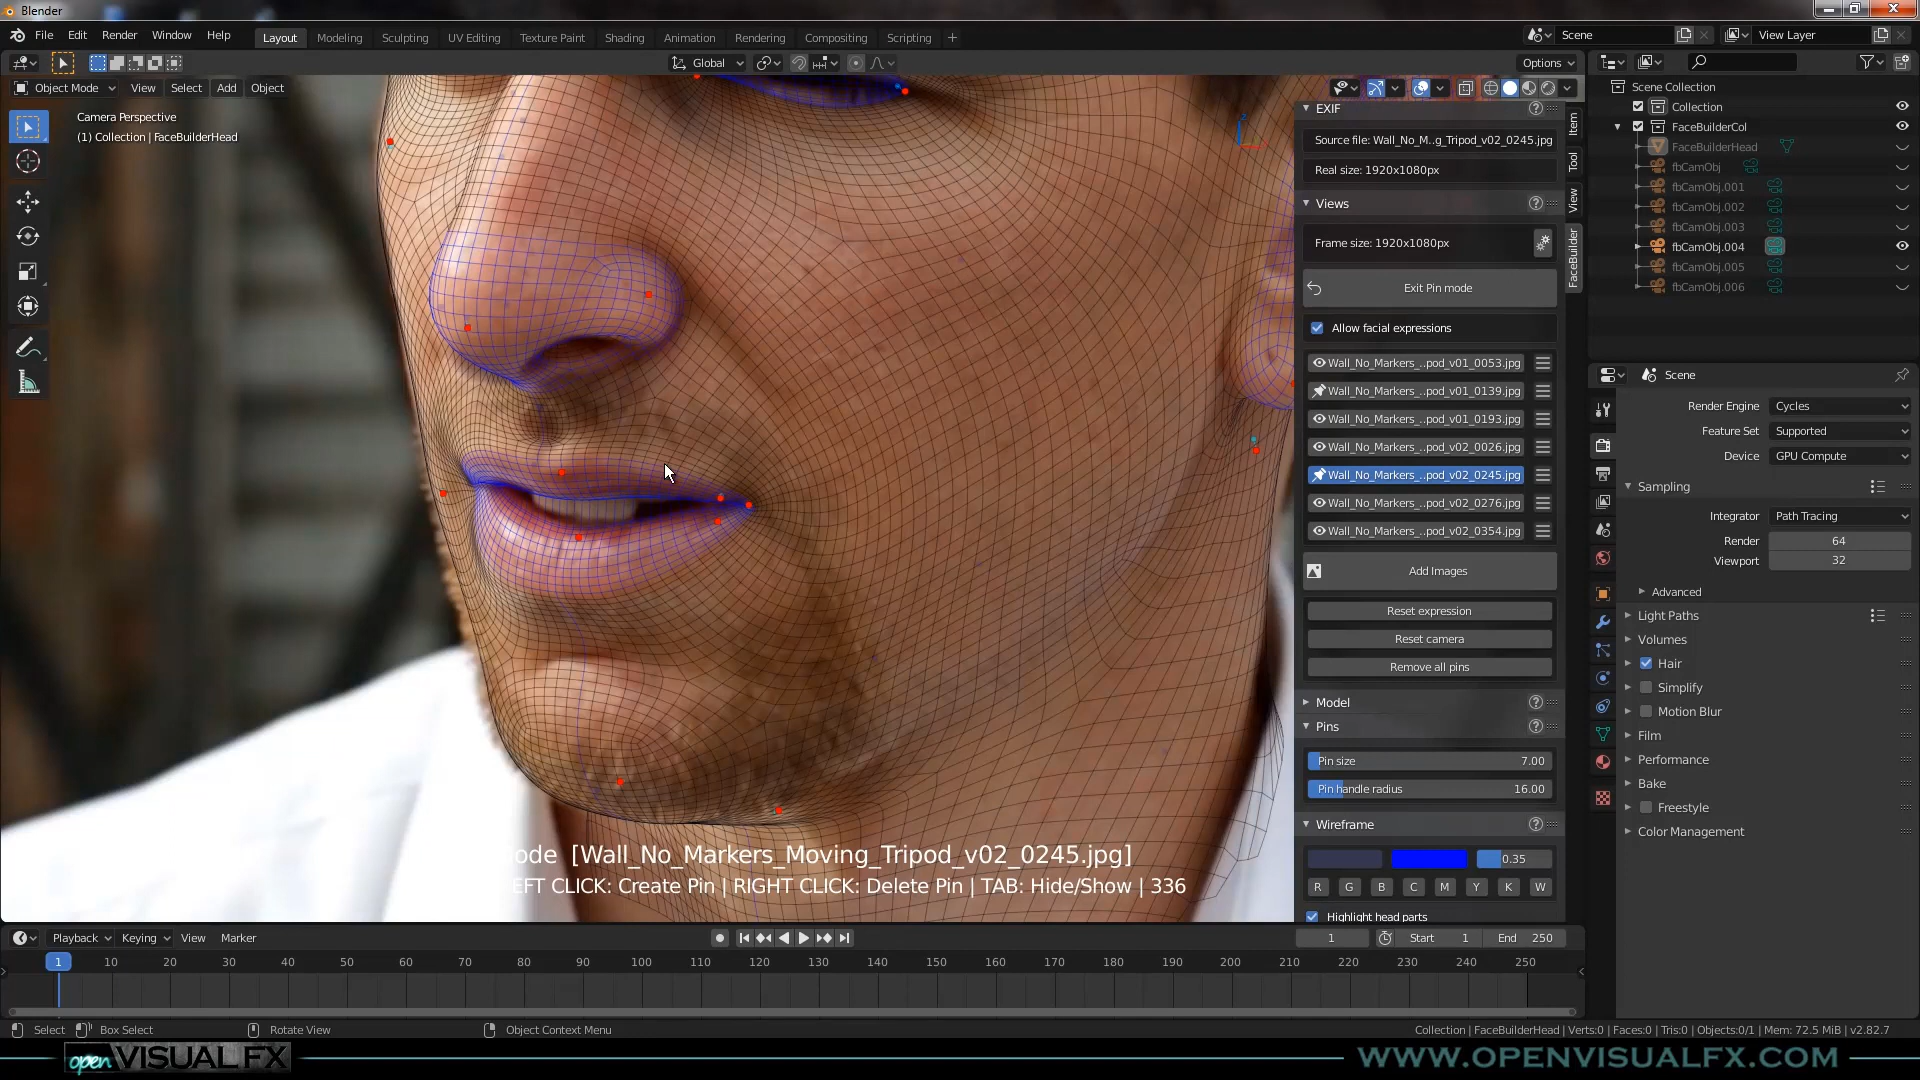 Blender
File Edit Render Window Help
Layout Modeling Sculpting UV Editing Texture Paint Shading Animation Rendering Compositing Scripting +
Scene
View Layer
Global
Options
Object Mode View Select Add Object
Camera Perspective
(1) Collection | FaceBuilderHead
EXIF
Source file: Wall_No_M..g_Tripod_v02_0245.jpg
Real size: 1920x1080px
Views
Frame size: 1920x1080px
Exit Pin mode
Allow facial expressions
Wall_No_Markers_..pod_v01_0053.jpg
Wall_No_Markers_..pod_v01_0139.jpg
Wall_No_Markers_..pod_v01_0193.jpg
Wall_No_Markers_..pod_v02_0026.jpg
Wall_No_Markers_..pod_v02_0245.jpg
Wall_No_Markers_..pod_v02_0276.jpg
Wall_No_Markers_..pod_v02_0354.jpg
Add Images
Reset expression
Reset camera
Remove all pins
Model
Pins
Pin size 7.00
Pin handle radius 16.00
Wireframe
0.35
R G B C M Y K W
Highlight head parts
Item
Tool
View
FaceBuilder
Scene Collection
Collection
FaceBuilderCol
FaceBuilderHead
fbCamObj
fbCamObj.001
fbCamObj.002
fbCamObj.003
fbCamObj.004
fbCamObj.005
fbCamObj.006
Scene
Render Engine Cycles
Feature Set Supported
Device GPU Compute
Sampling
Integrator Path Tracing
Render 64
Viewport 32
Advanced
Light Paths
Volumes
Hair
Simplify
Motion Blur
Film
Performance
Bake
Freestyle
Color Management
ode [Wall_No_Markers_Moving_Tripod_v02_0245.jpg]
EFT CLICK: Create Pin | RIGHT CLICK: Delete Pin | TAB: Hide/Show | 336
Playback Keying View Marker
1 Start 1 End 250
1 10 20 30 40 50 60 70 80 90 100 110 120 130 140 150 160 170 180 190 200 210 220 230 240 250
Select Box Select Rotate View Object Context Menu
Collection | FaceBuilderHead | Verts:0 | Faces:0 | Tris:0 | Objects:0/1 | Mem: 72.5 MiB | v2.82.7
open VISUALFX
WWW.OPENVISUALFX.COM